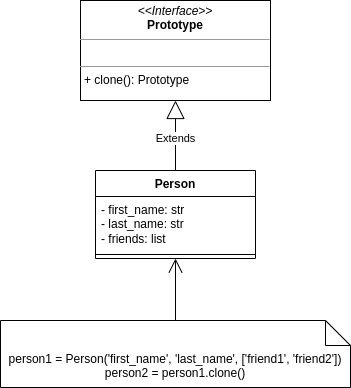 <<Interface>>
Prototype
+ clone(): Prototype
Extends
Person
- first_name: str
- last_name: str
- friends: list
person1 = Person('first_name', 'last_name', ['friend1', 'friend2'])
person2 = person1.clone()